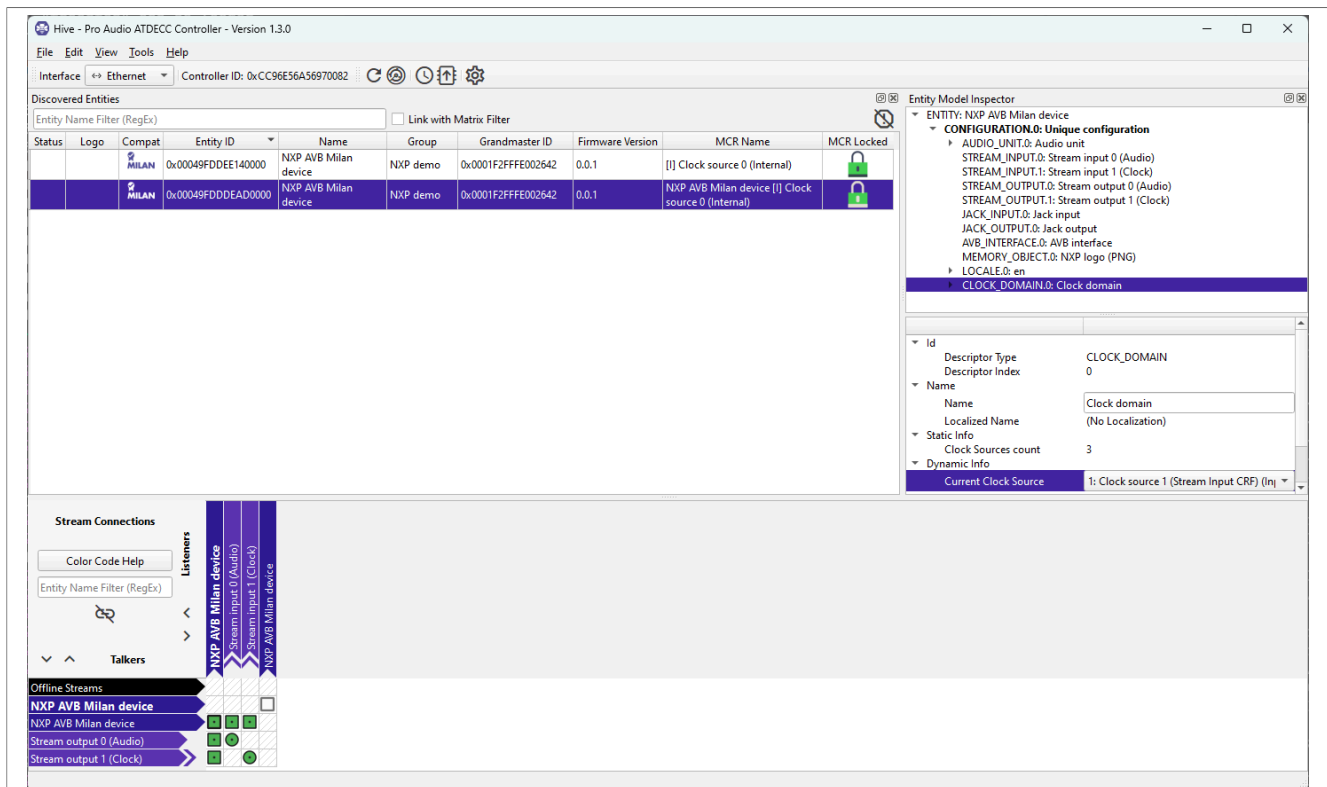 Hive - Pro Audio ATDECC Controller - Version 1.3.0
File Edit View Tools Help
Interface Ethernet Controller ID: 0xCC96E56A56970082
Discovered Entities
Entity Name Filter (RegEx) Link with Matrix Filter
Status Logo Compat Entity ID Name Group Grandmaster ID Firmware Version MCR Name MCR Locked
MILAN 0x00049FDDEE140000 NXP AVB Milan device NXP demo 0x0001F2FFFE002642 0.0.1 [I] Clock source 0 (Internal)
MILAN 0x00049FDDDEAD0000 NXP AVB Milan device NXP demo 0x0001F2FFFE002642 0.0.1 NXP AVB Milan device [I] Clock source 0 (Internal)
Entity Model Inspector
ENTITY: NXP AVB Milan device
CONFIGURATION.0: Unique configuration
AUDIO_UNIT.0: Audio unit
STREAM_INPUT.0: Stream input 0 (Audio)
STREAM_INPUT.1: Stream input 1 (Clock)
STREAM_OUTPUT.0: Stream output 0 (Audio)
STREAM_OUTPUT.1: Stream output 1 (Clock)
JACK_INPUT.0: Jack input
JACK_OUTPUT.0: Jack output
AVB_INTERFACE.0: AVB interface
MEMORY_OBJECT.0: NXP logo (PNG)
LOCALE.0: en
CLOCK_DOMAIN.0: Clock domain
Id
Descriptor Type CLOCK_DOMAIN
Descriptor Index 0
Name
Name Clock domain
Localized Name (No Localization)
Static Info
Clock Sources count 3
Dynamic Info
Current Clock Source 1: Clock source 1 (Stream Input CRF) (Inj
Stream Connections
Color Code Help
Entity Name Filter (RegEx)
Listeners
Talkers
NXP AVB Milan device
Stream input 0 (Audio)
Stream input 1 (Clock)
NXP AVB Milan device
Offline Streams
NXP AVB Milan device
NXP AVB Milan device
Stream output 0 (Audio)
Stream output 1 (Clock)